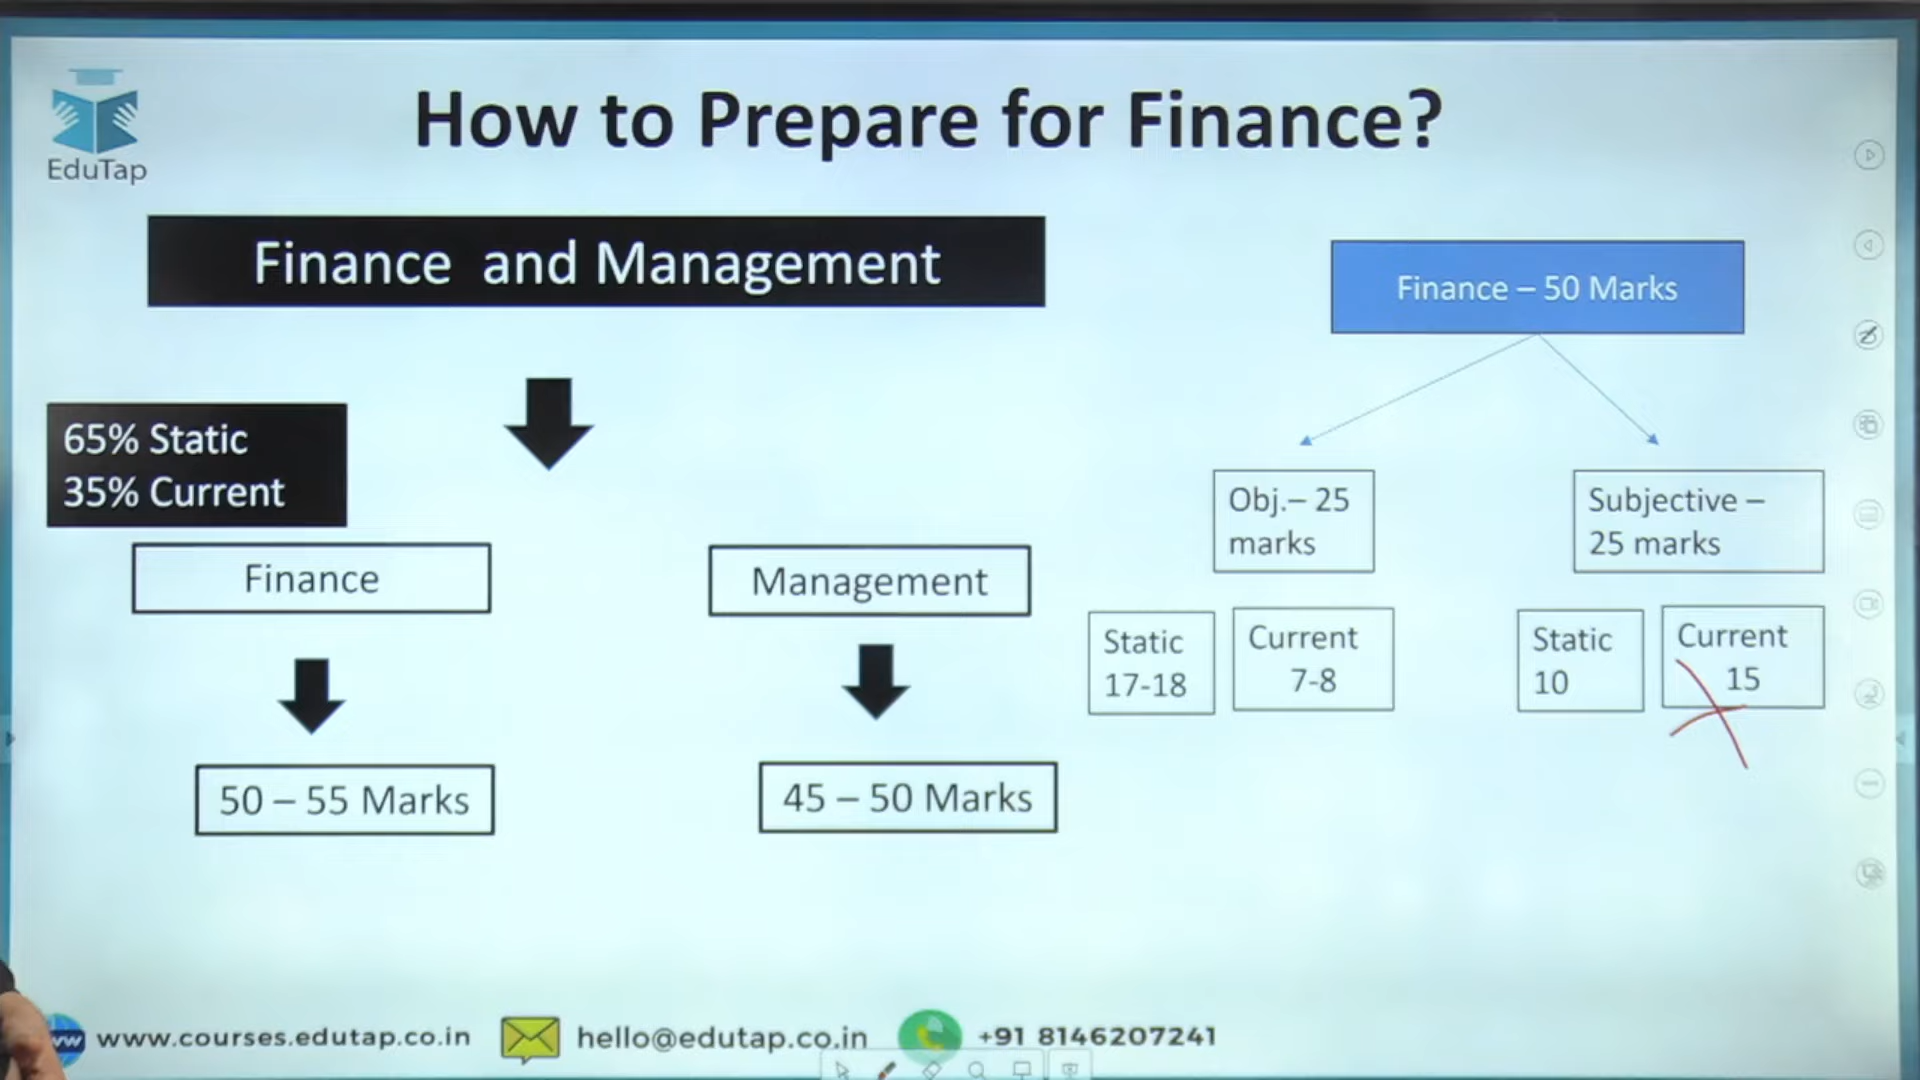 EduTap
How to Prepare for Finance?
Finance and Management
65% Static
35% Current
Finance
Management
50 – 55 Marks
45 – 50 Marks
Finance – 50 Marks
Obj.– 25
marks
Subjective –
25 marks
Static
17-18
Current
7-8
Static
10
Current
15
www.courses.edutap.co.in
hello@edutap.co.in
+91 8146207241